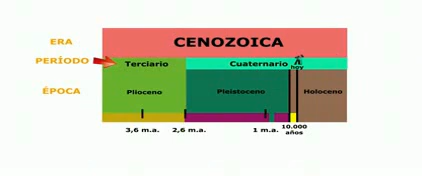 ERA
CENOZOICA
PERÍODO
Terciario
Cuaternario
hoy
ÉPOCA
Plioceno
Pleistoceno
Holoceno
3,6 m.a.
2,6 m.a.
1 m.a.
10.000
años